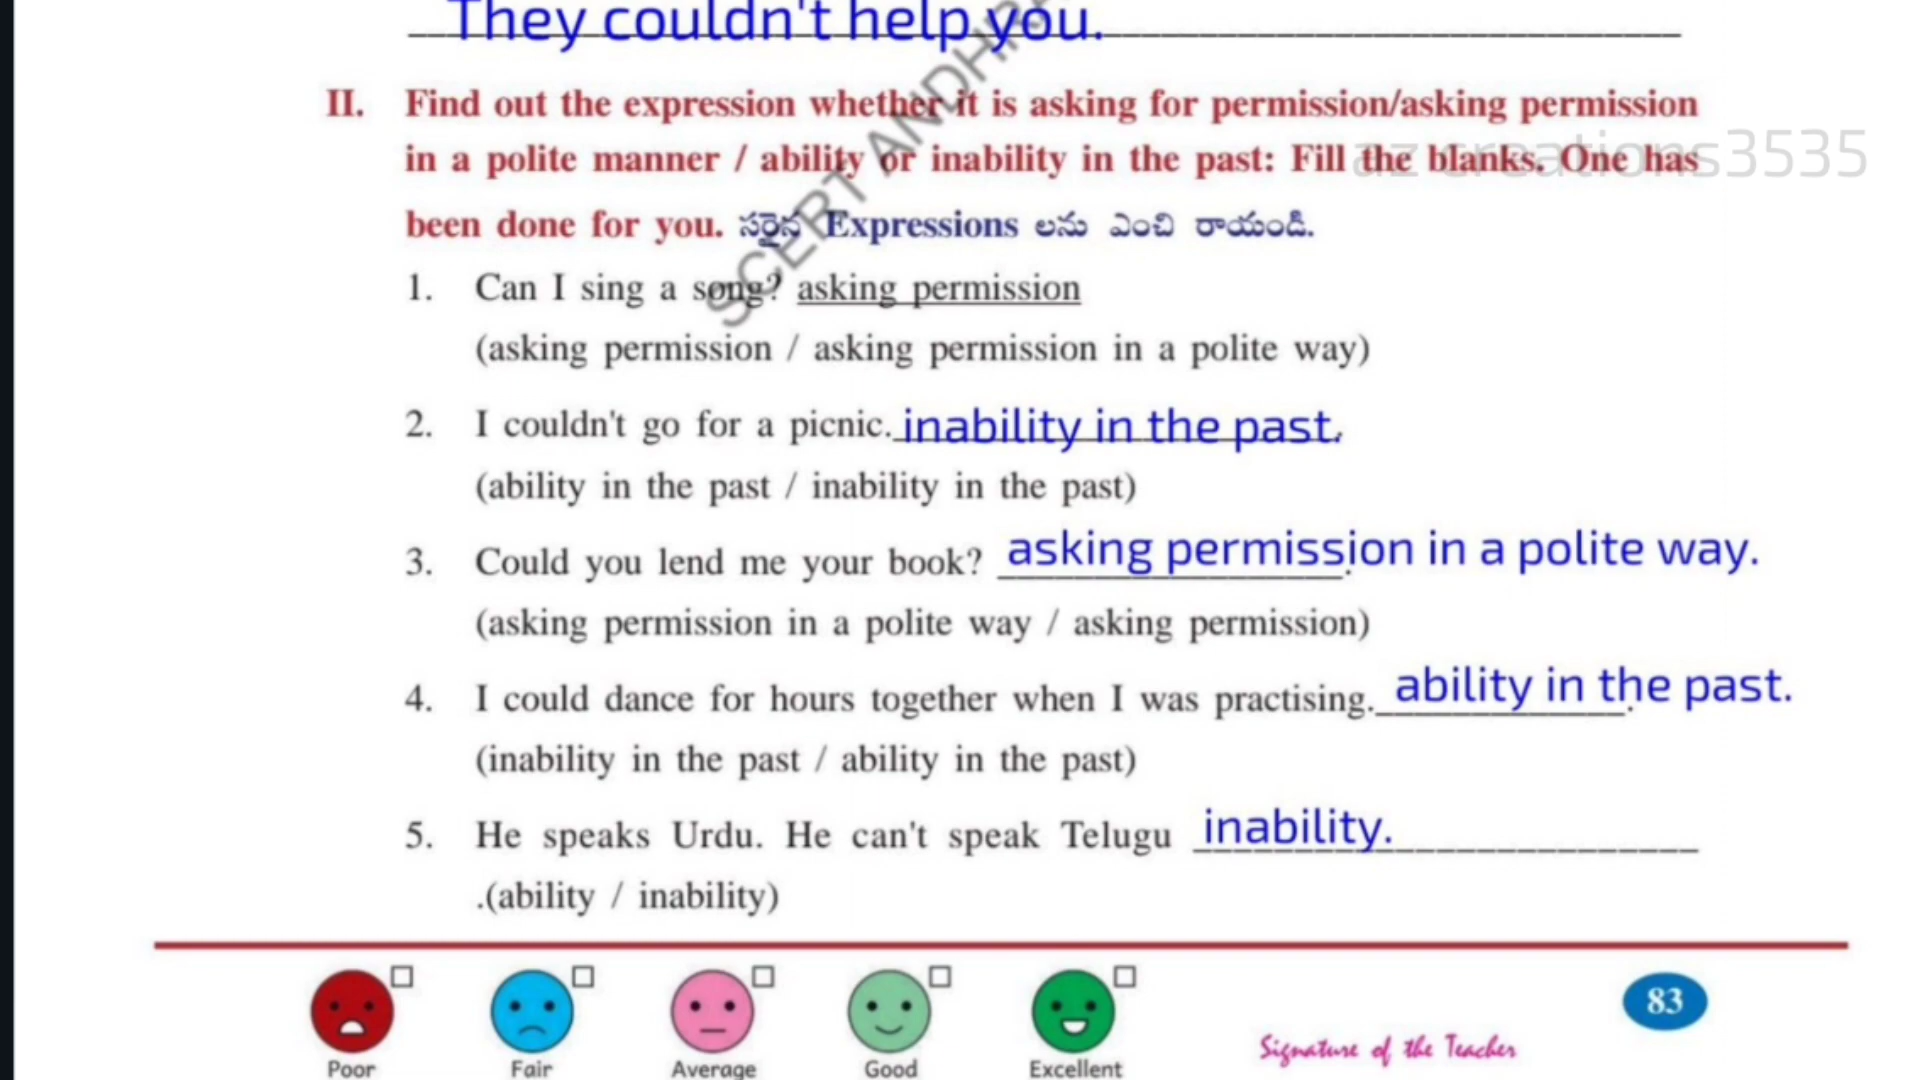 They couldn't help you.
II. Find out the expression whether it is asking for permission/asking permission
in a polite manner / ability or inability in the past: Fill the blanks. One has
been done for you. సరైన Expressions లను ఎంచి రాయండి.
az creations3535
SCERT ANDHRA
1. Can I sing a song? asking permission
(asking permission / asking permission in a polite way)
2. I couldn't go for a picnic. inability in the past.
(ability in the past / inability in the past)
3. Could you lend me your book? asking permission in a polite way.
(asking permission in a polite way / asking permission)
4. I could dance for hours together when I was practising. ability in the past.
(inability in the past / ability in the past)
5. He speaks Urdu. He can't speak Telugu inability.
.(ability / inability)
Poor Fair Average Good Excellent
Signature of the Teacher
83